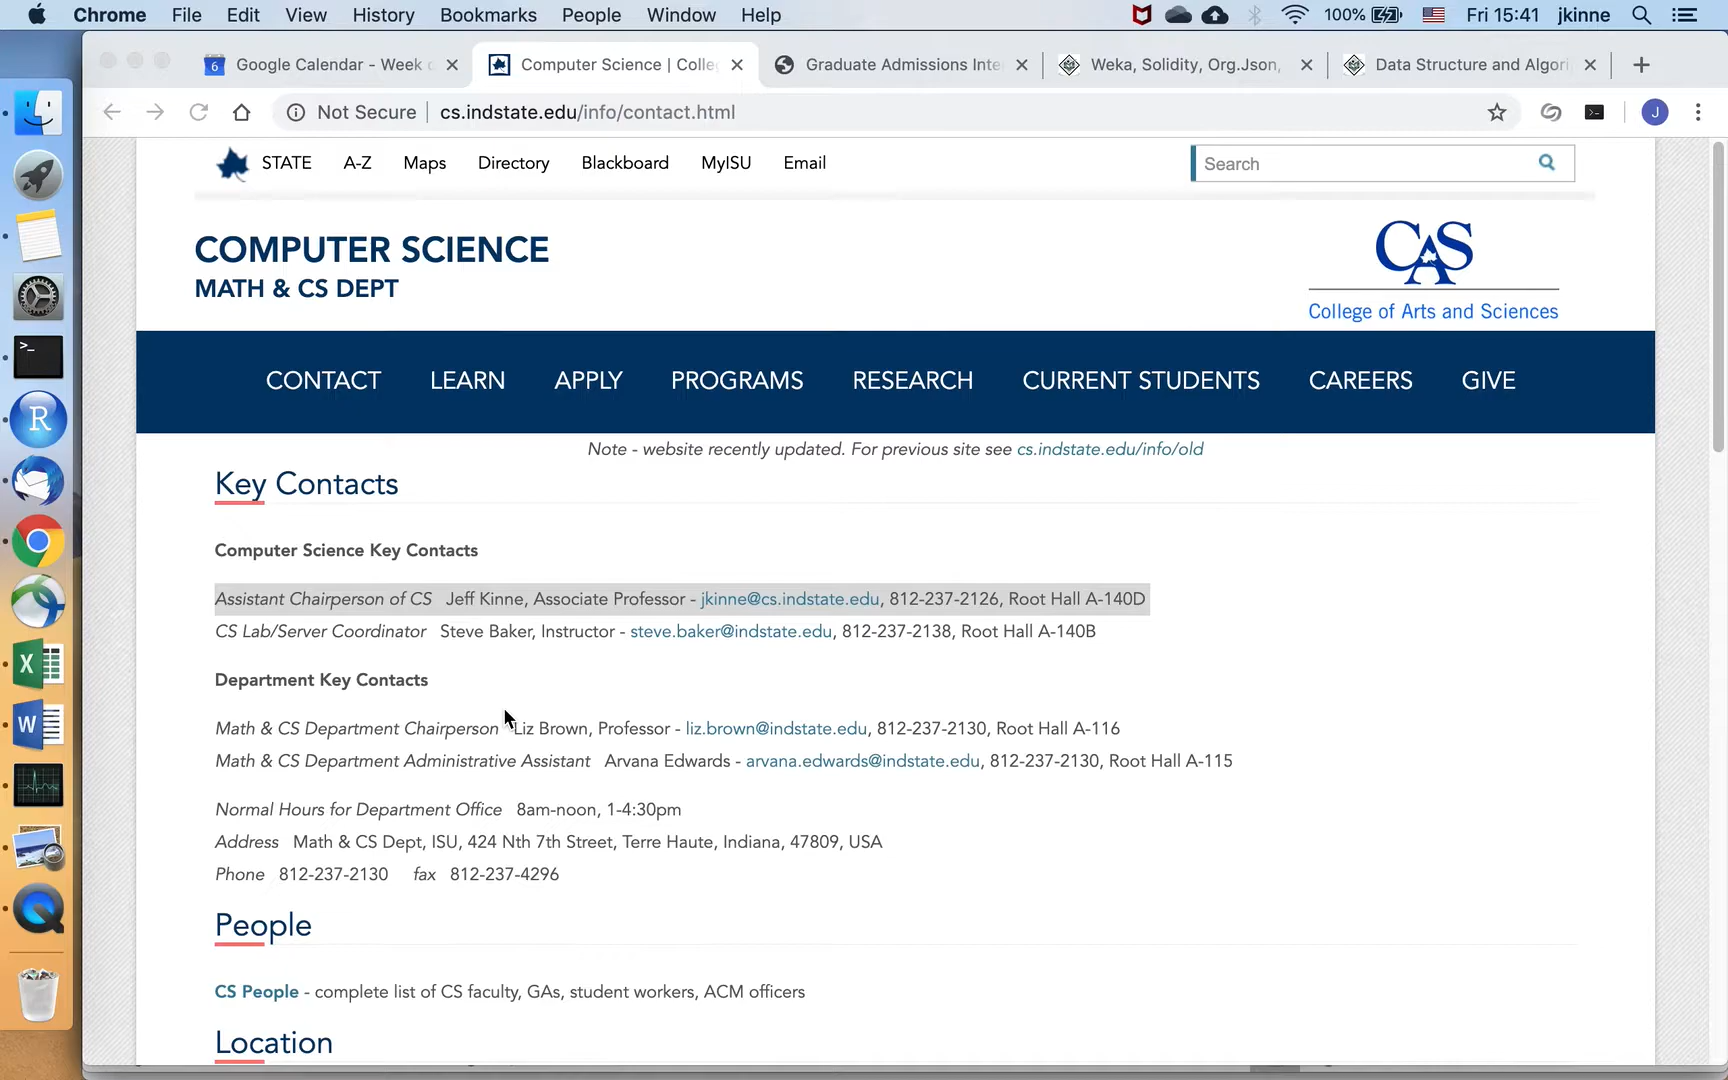 Chrome File Edit View History Bookmarks People Window Help 100% Fri 15:41 jkinne
6 Google Calendar - Week Computer Science | Colle Graduate Admissions Inte Weka, Solidity, Org.Json, Data Structure and Algori
Not Secure | cs.indstate.edu/info/contact.html J
STATE A-Z Maps Directory Blackboard MyISU Email Search
COMPUTER SCIENCE
MATH & CS DEPT
CAS
College of Arts and Sciences
CONTACT LEARN APPLY PROGRAMS RESEARCH CURRENT STUDENTS CAREERS GIVE
Note - website recently updated. For previous site see cs.indstate.edu/info/old
Key Contacts
Computer Science Key Contacts
Assistant Chairperson of CS Jeff Kinne, Associate Professor - jkinne@cs.indstate.edu, 812-237-2126, Root Hall A-140D
CS Lab/Server Coordinator Steve Baker, Instructor - steve.baker@indstate.edu, 812-237-2138, Root Hall A-140B
Department Key Contacts
Math & CS Department Chairperson Liz Brown, Professor - liz.brown@indstate.edu, 812-237-2130, Root Hall A-116
Math & CS Department Administrative Assistant Arvana Edwards - arvana.edwards@indstate.edu, 812-237-2130, Root Hall A-115
Normal Hours for Department Office 8am-noon, 1-4:30pm
Address Math & CS Dept, ISU, 424 Nth 7th Street, Terre Haute, Indiana, 47809, USA
Phone 812-237-2130 fax 812-237-4296
People
CS People - complete list of CS faculty, GAs, student workers, ACM officers
Location